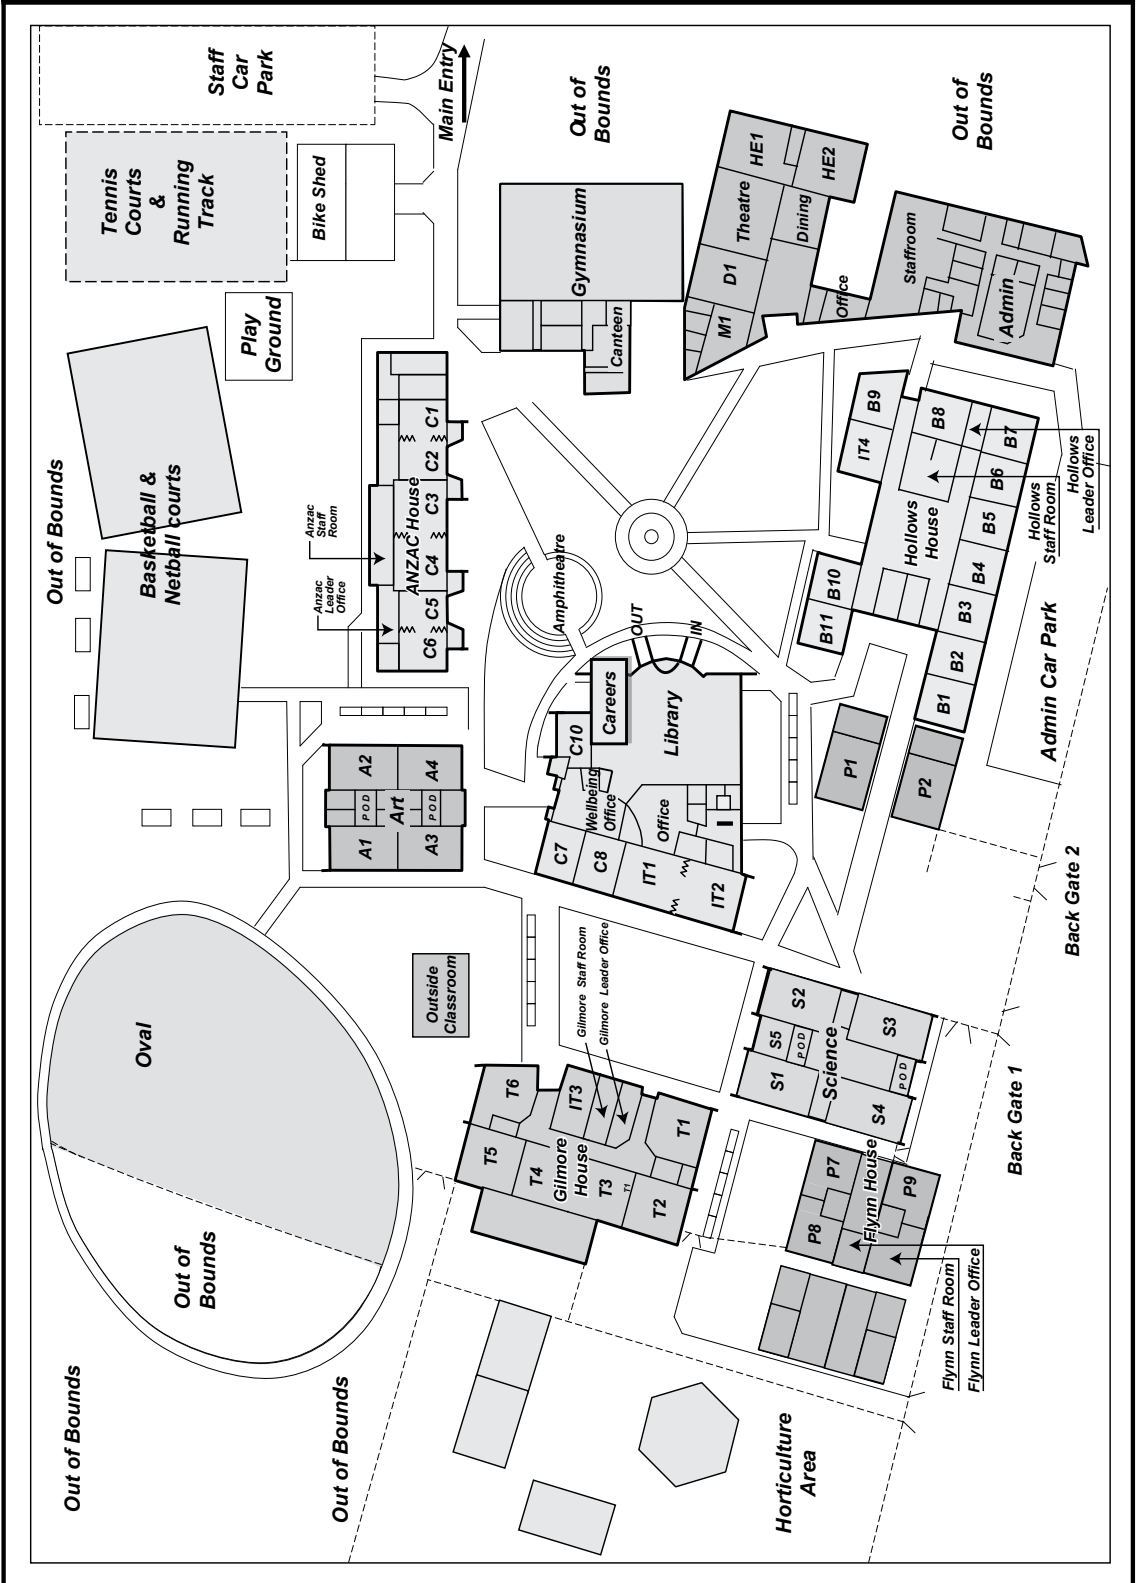 Staff
Car
Park
Main Entry
Out of
Bounds
Out of
Bounds
Tennis
Courts
&
Running
Track
Bike Shed
Play
Ground
Gymnasium
Canteen
HE1
HE2
Theatre
Dining
D1
M1
Office
Staffroom
Admin
Out of Bounds
Basketball &
Netball courts
Anzac
Staff
Room
Anzac
Leader
Office
ANZAC House
C1
C2
C3
C4
C5
C6
Amphitheatre
OUT
IN
B9
IT4
B8
B7
B6
B5
B4
B3
B2
B1
B10
B11
Hollows
House
Hollows
Staff Room
Hollows
Leader Office
Admin Car Park
P1
P2
Careers
Library
C10
Wellbeing
Office
Office
C7
C8
IT1
IT2
A2
A4
POD
POD
Art
A1
A3
Back Gate 2
Oval
Outside
Classroom
Gilmore Staff Room
Gilmore Leader Office
S2
S3
S5
POD
POD
Science
S1
S4
Back Gate 1
T6
IT3
T1
T5
T4
T3
T1
T2
Gilmore
House
P7
P9
P8
Flynn House
Flynn Staff Room
Flynn Leader Office
Out of
Bounds
Out of Bounds
Out of Bounds
Horticulture
Area